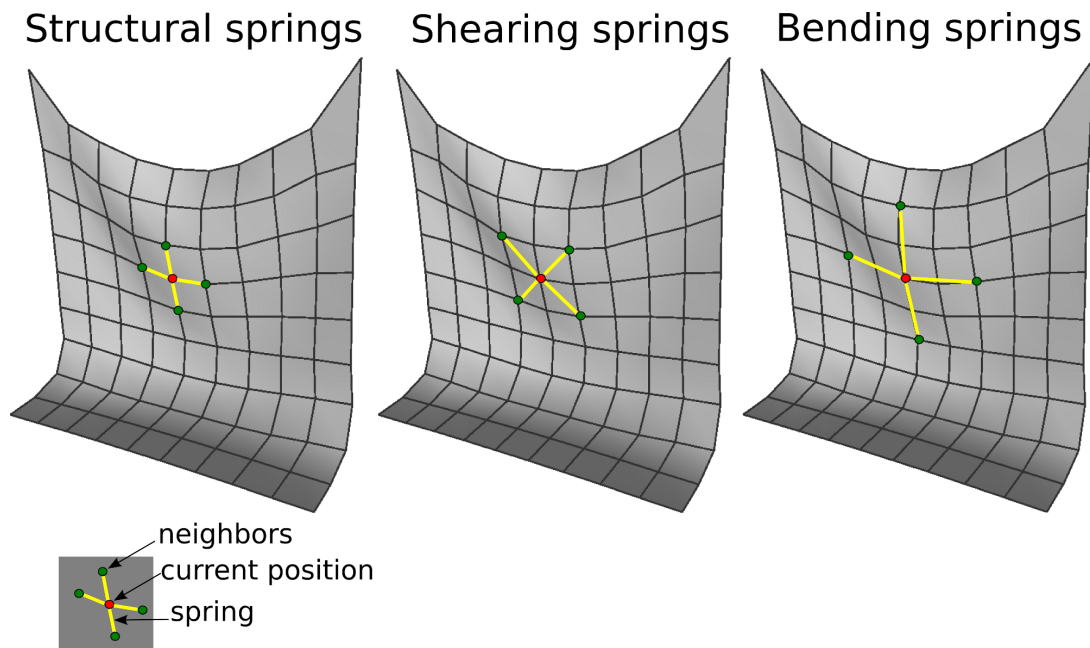 Structural springs
Shearing springs
Bending springs
neighbors
current position
spring